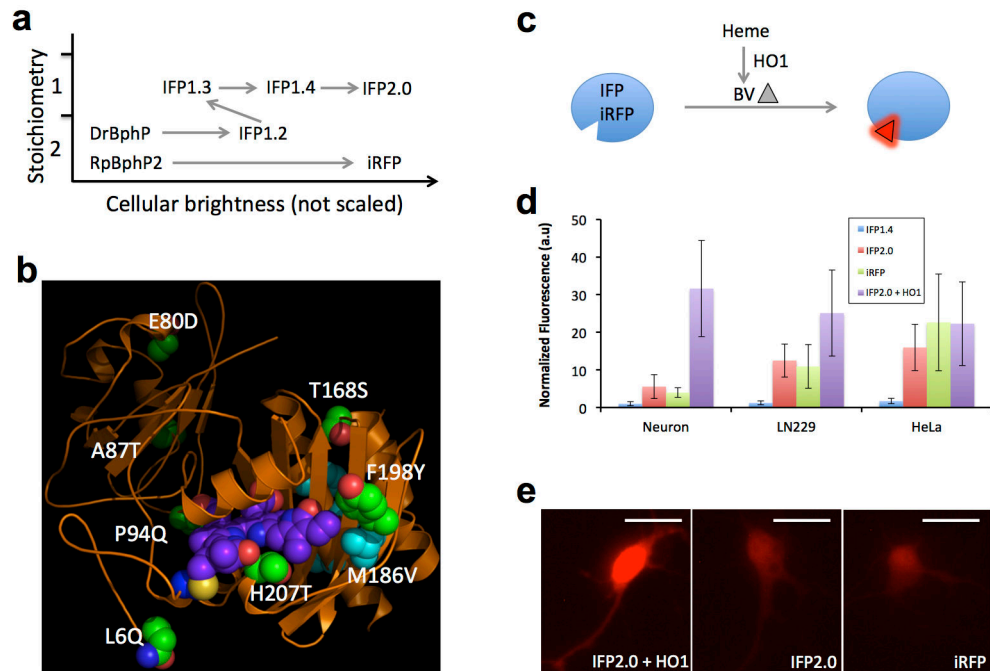 a
Stoichiometry
1
2
IFP1.3 IFP1.4 IFP2.0
DrBphP IFP1.2
RpBphP2 iRFP
Cellular brightness (not scaled)
b
E80D
T168S
A87T
F198Y
P94Q
M186V
H207T
L6Q
c
Heme
HO1
BV
IFP
iRFP
d
Normalized Fluorescence (a.u)
50
40
30
20
10
0
IFP1.4
IFP2.0
iRFP
IFP2.0 + HO1
Neuron LN229 HeLa
e
IFP2.0 + HO1 IFP2.0 iRFP